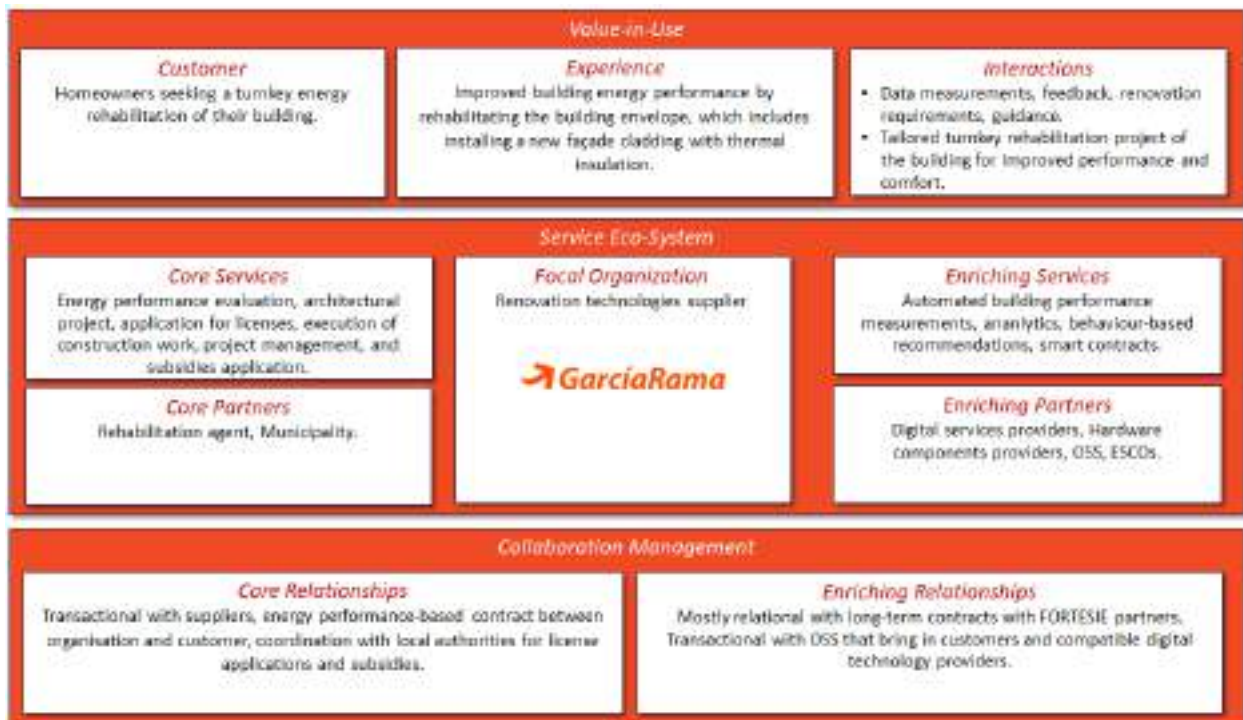 Value-in-Use
Customer
Homeowners seeking a turnkey energy
rehabilitation of their building.
Experience
Improved building energy performance by
rehabilitating the building envelope, which includes
installing a new façade cladding with thermal
insulation.
Interactions
• Data measurements, feedback, renovation
requirements, guidance.
• Tailored turnkey rehabilitation project of
the building for improved performance and
comfort.
Service Eco-System
Core Services
Energy performance evaluation, architectural
project, application for licenses, execution of
construction work, project management, and
subsidies application.
Core Partners
Rehabilitation agent, Municipality.
Focal Organization
Renovation technologies supplier
GarcíaRama
Enriching Services
Automated building performance
measurements, ananlytics, behaviour-based
recommendations, smart contracts.
Enriching Partners
Digital services providers, Hardware
components providers, OSS, ESCOs.
Collaboration Management
Core Relationships
Transactional with suppliers, energy performance-based contract between
organisation and customer, coordination with local authorities for license
applications and subsidies.
Enriching Relationships
Mostly relational with long-term contracts with FORTESIE partners.
Transactional with OSS that bring in customers and compatible digital
technology providers.